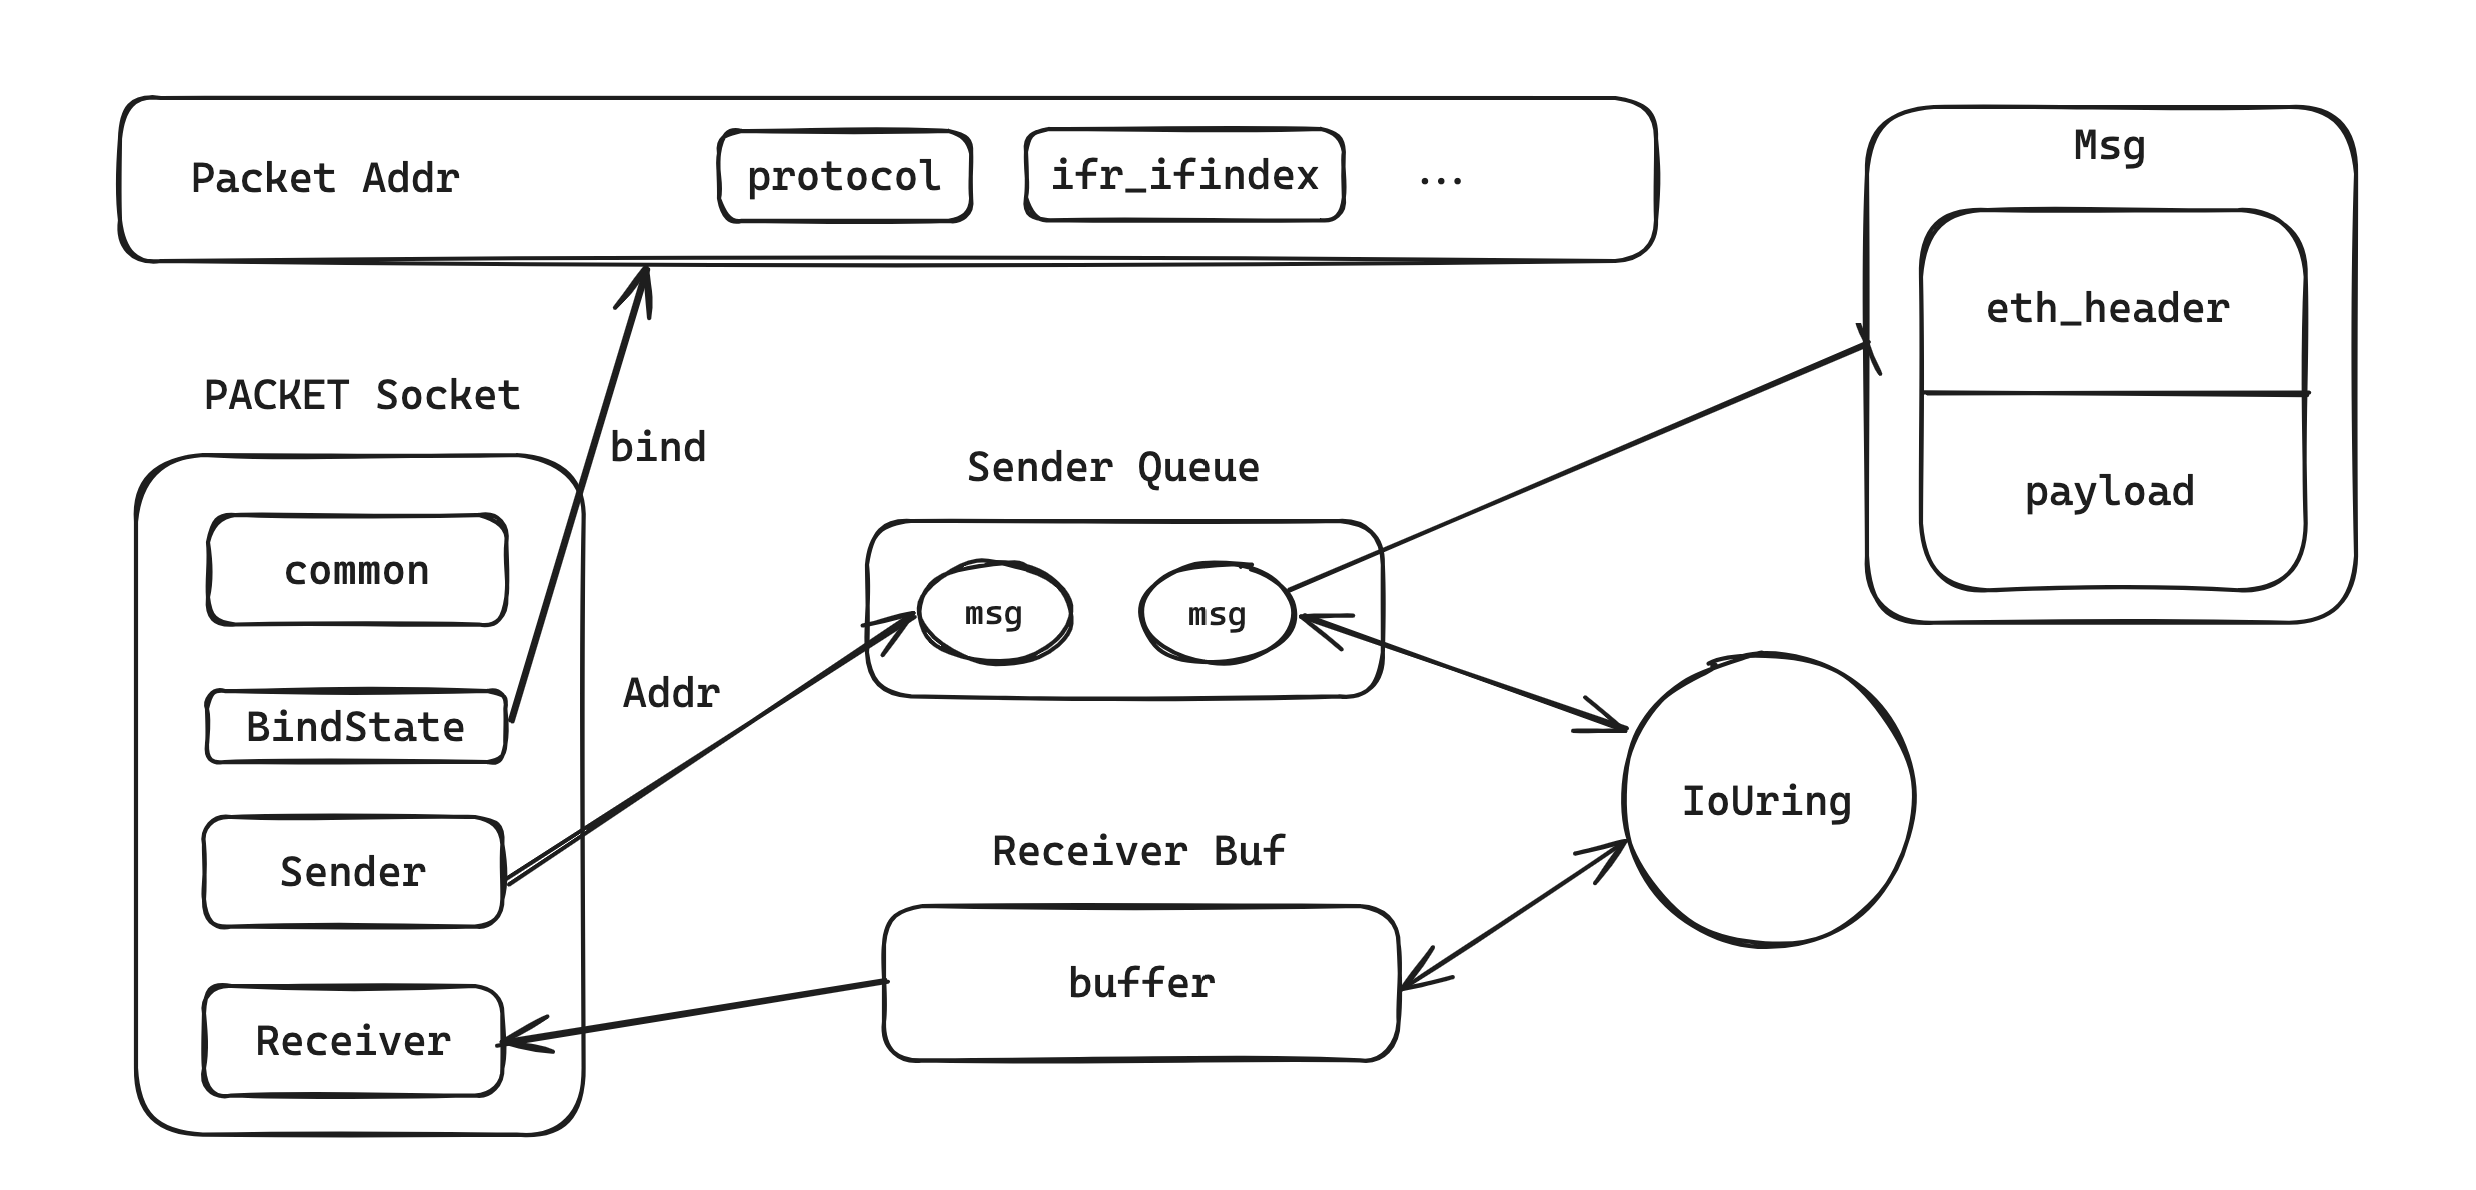 Packet Addr
protocol
ifr_ifindex
...
Msg
eth_header
payload
PACKET Socket
bind
common
BindState
Sender
Receiver
Addr
Sender Queue
msg
msg
Receiver Buf
buffer
IoUring